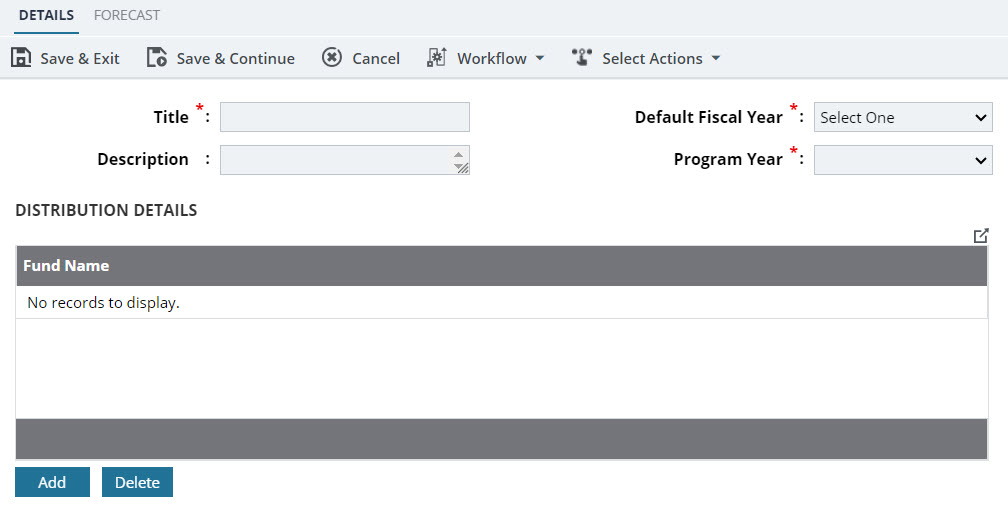 DETAILS FORECAST
Save & Exit Save & Continue Cancel Workflow Select Actions
Title *: Default Fiscal Year *: Select One
Description : Program Year *:
DISTRIBUTION DETAILS
Fund Name
No records to display.
Add Delete